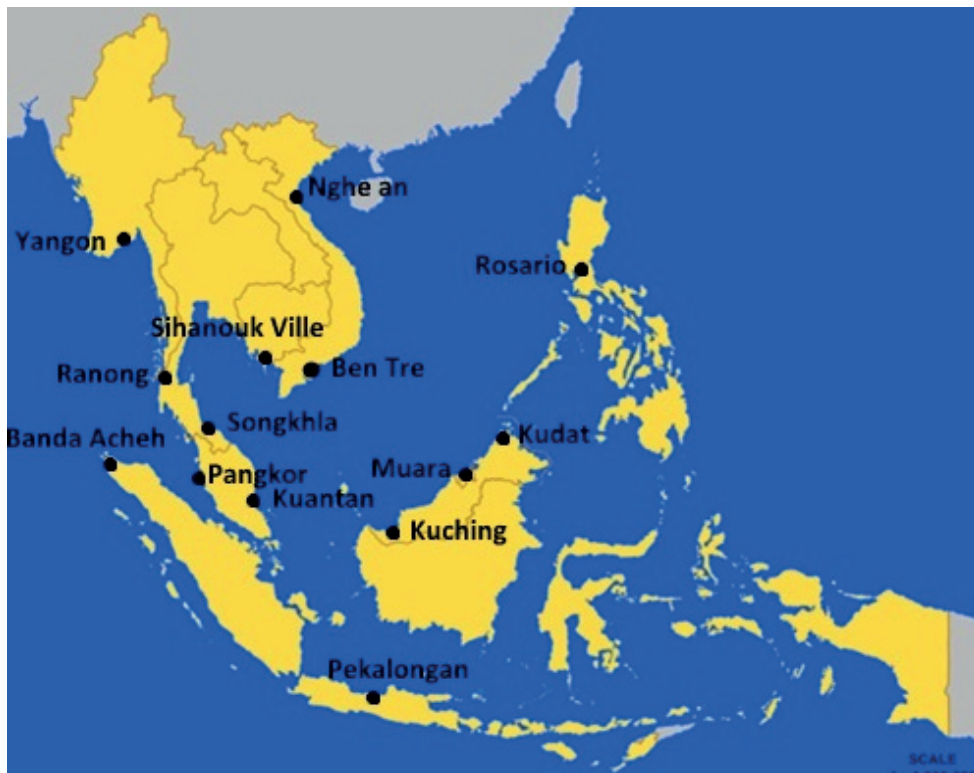 Nghe an
Yangon
Rosario
Sihanouk Ville
Ranong
Ben Tre
Songkhla
Banda Acheh
Kudat
Pangkor
Muara
Kuantan
Kuching
Pekalongan
SCALE